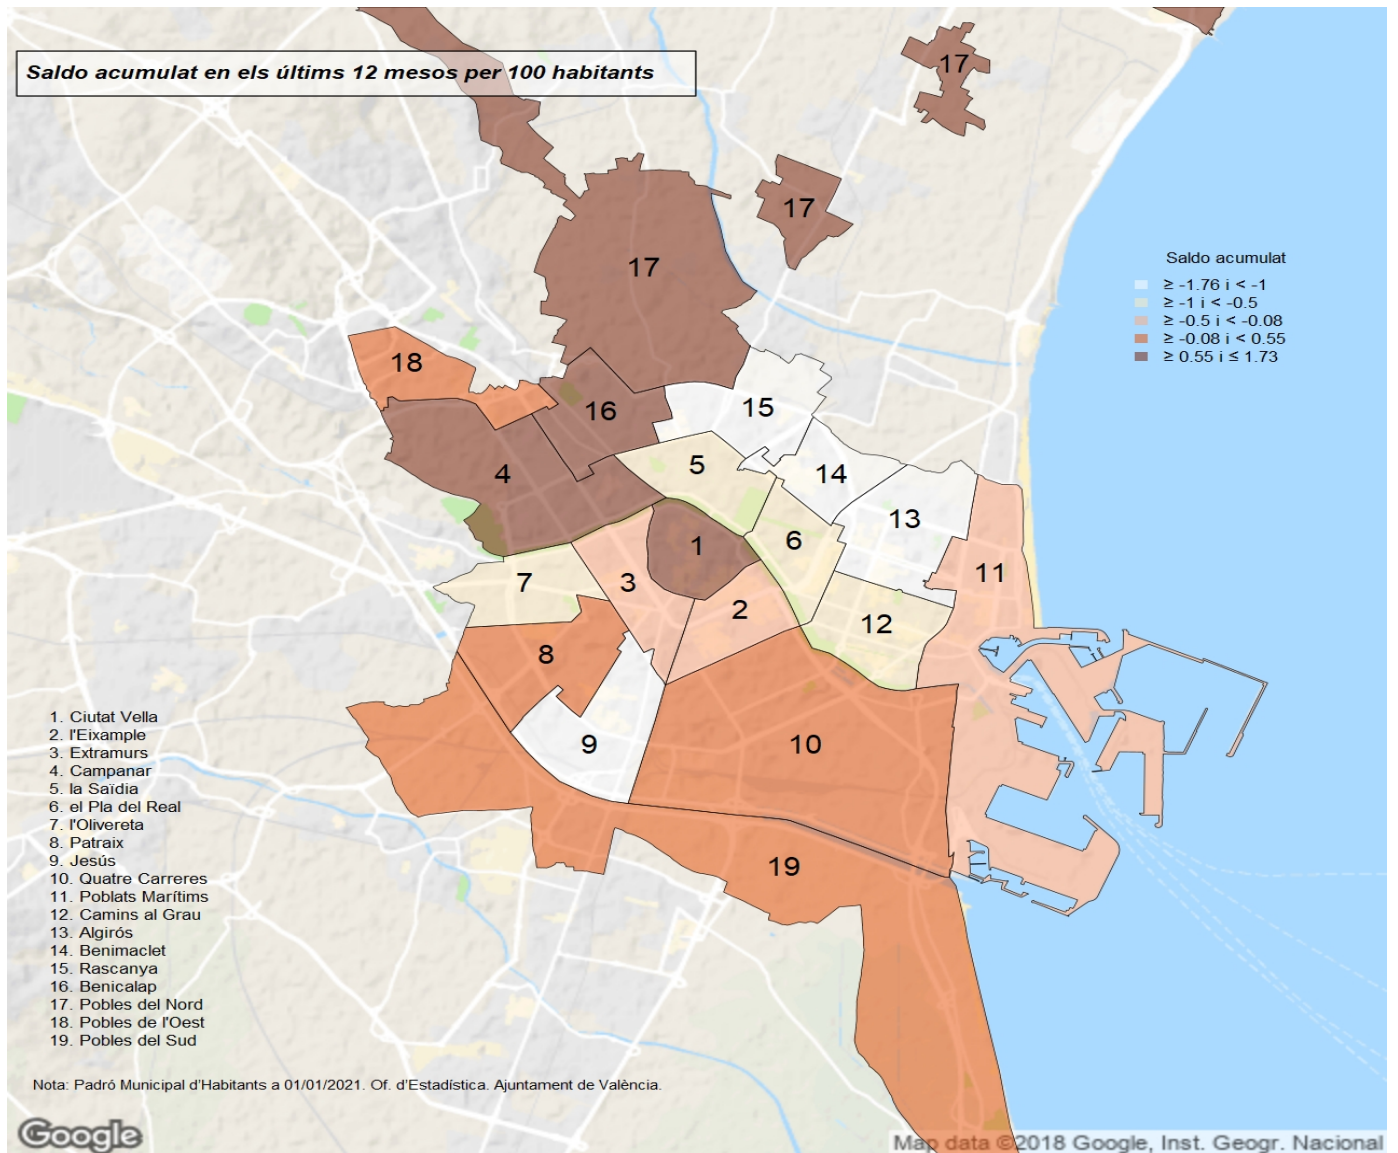 Saldo acumulat en els últims 12 mesos per 100 habitants
17
17
17
Saldo acumulat
≥ -1.76 i < -1
≥ -1 i < -0.5
≥ -0.5 i < -0.08
≥ -0.08 i < 0.55
≥ 0.55 i ≤ 1.73
18
16
15
5
4
14
13
1
6
11
7
3
2
12
8
9
10
19
1. Ciutat Vella
2. l'Eixample
3. Extramurs
4. Campanar
5. la Saïdia
6. el Pla del Real
7. l'Olivereta
8. Patraix
9. Jesús
10. Quatre Carreres
11. Poblats Marítims
12. Camins al Grau
13. Algirós
14. Benimaclet
15. Rascanya
16. Benicalap
17. Pobles del Nord
18. Pobles de l'Oest
19. Pobles del Sud
Nota: Padró Municipal d'Habitants a 01/01/2021. Of. d'Estadística. Ajuntament de València.
Google
Map data ©2018 Google, Inst. Geogr. Nacional